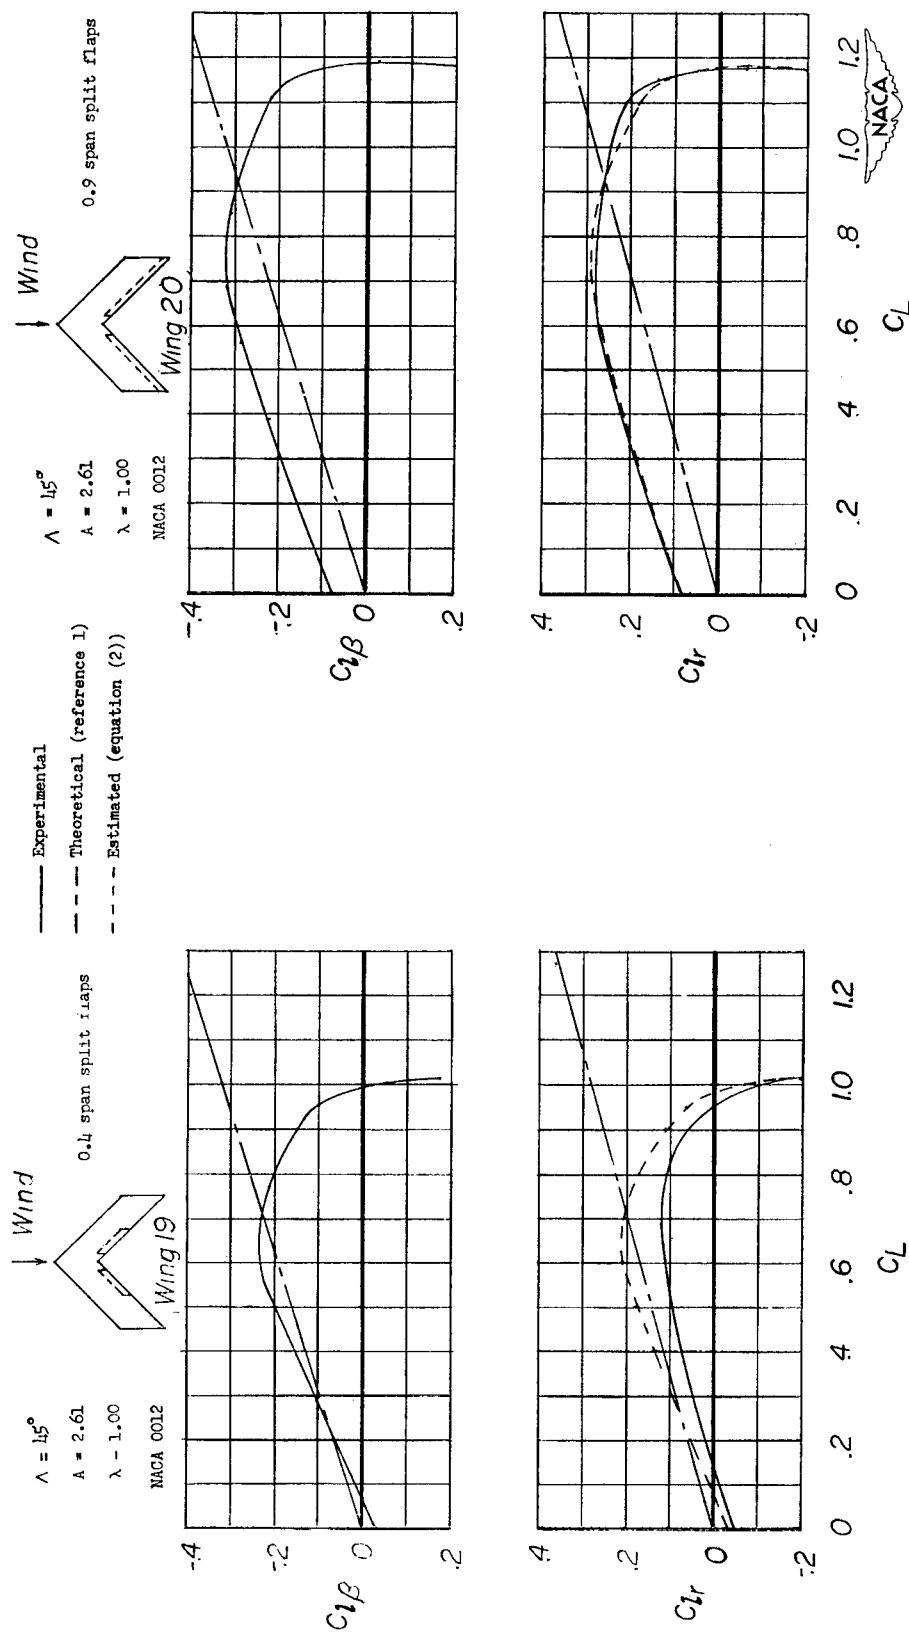 Λ = 45°
A = 2.61
λ - 1.00
NACA 0012
Wind
Wing 19
0.4 span split flaps
Experimental
Theoretical (reference 1)
Estimated (equation (2))
Λ = 45°
A = 2.61
λ = 1.00
NACA 0012
Wind
Wing 20
0.9 span split flaps
-.4
-.2
0
.2
Clβ
-.4
-.2
0
.2
Clβ
.4
.2
0
-.2
Clr
0 .2 .4 .6 .8 1.0 1.2
CL
.4
.2
0
-.2
Clr
0 .2 .4 .6 .8 1.0 1.2
CL
NACA